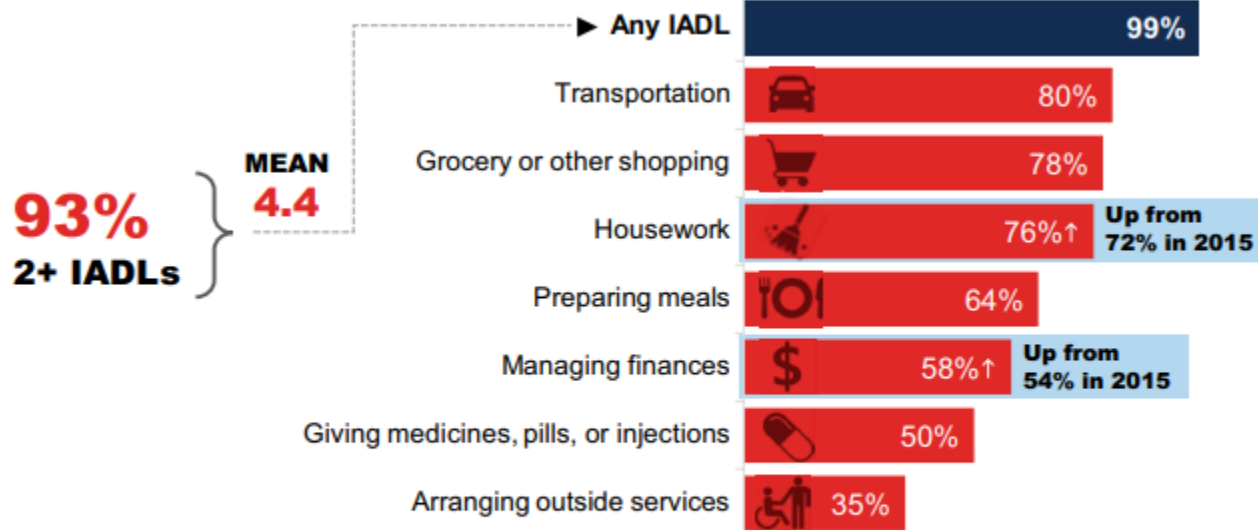 Any IADL
99%
Transportation
80%
Grocery or other shopping
78%
MEAN
4.4
93%
2+ IADLs
Housework
76%↑
Up from
72% in 2015
Preparing meals
64%
Managing finances
$
58%↑
Up from
54% in 2015
Giving medicines, pills, or injections
50%
Arranging outside services
35%